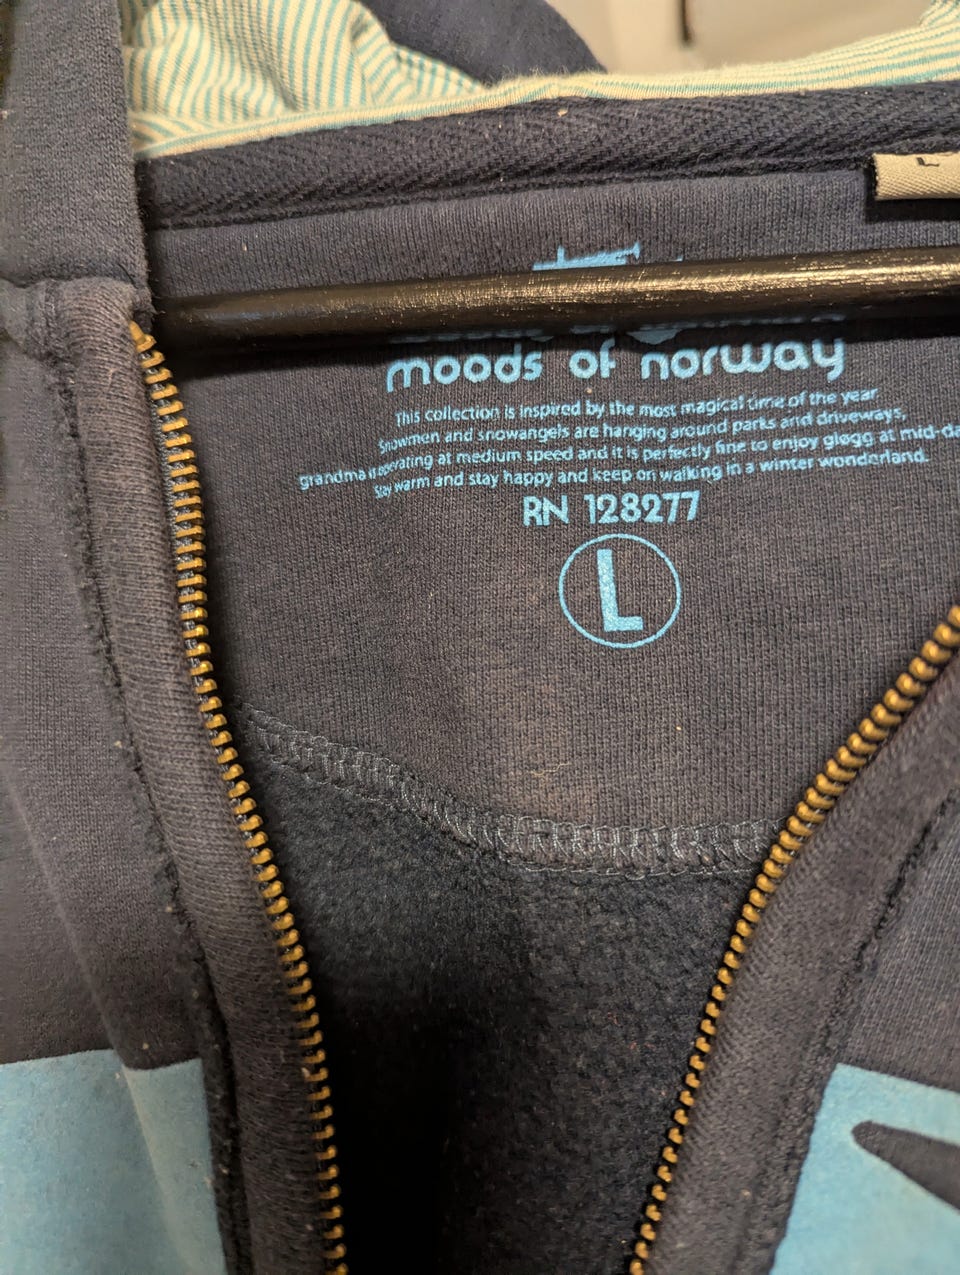 L
moods of norway
This collection is inspired by the most magical time of the year.
Snowmen and snowangels are hanging around parks and driveways,
grandma is operating at medium speed and it is perfectly fine to enjoy gløgg at mid-da
Stay warm and stay happy and keep on walking in a winter wonderland.
RN 128277
L